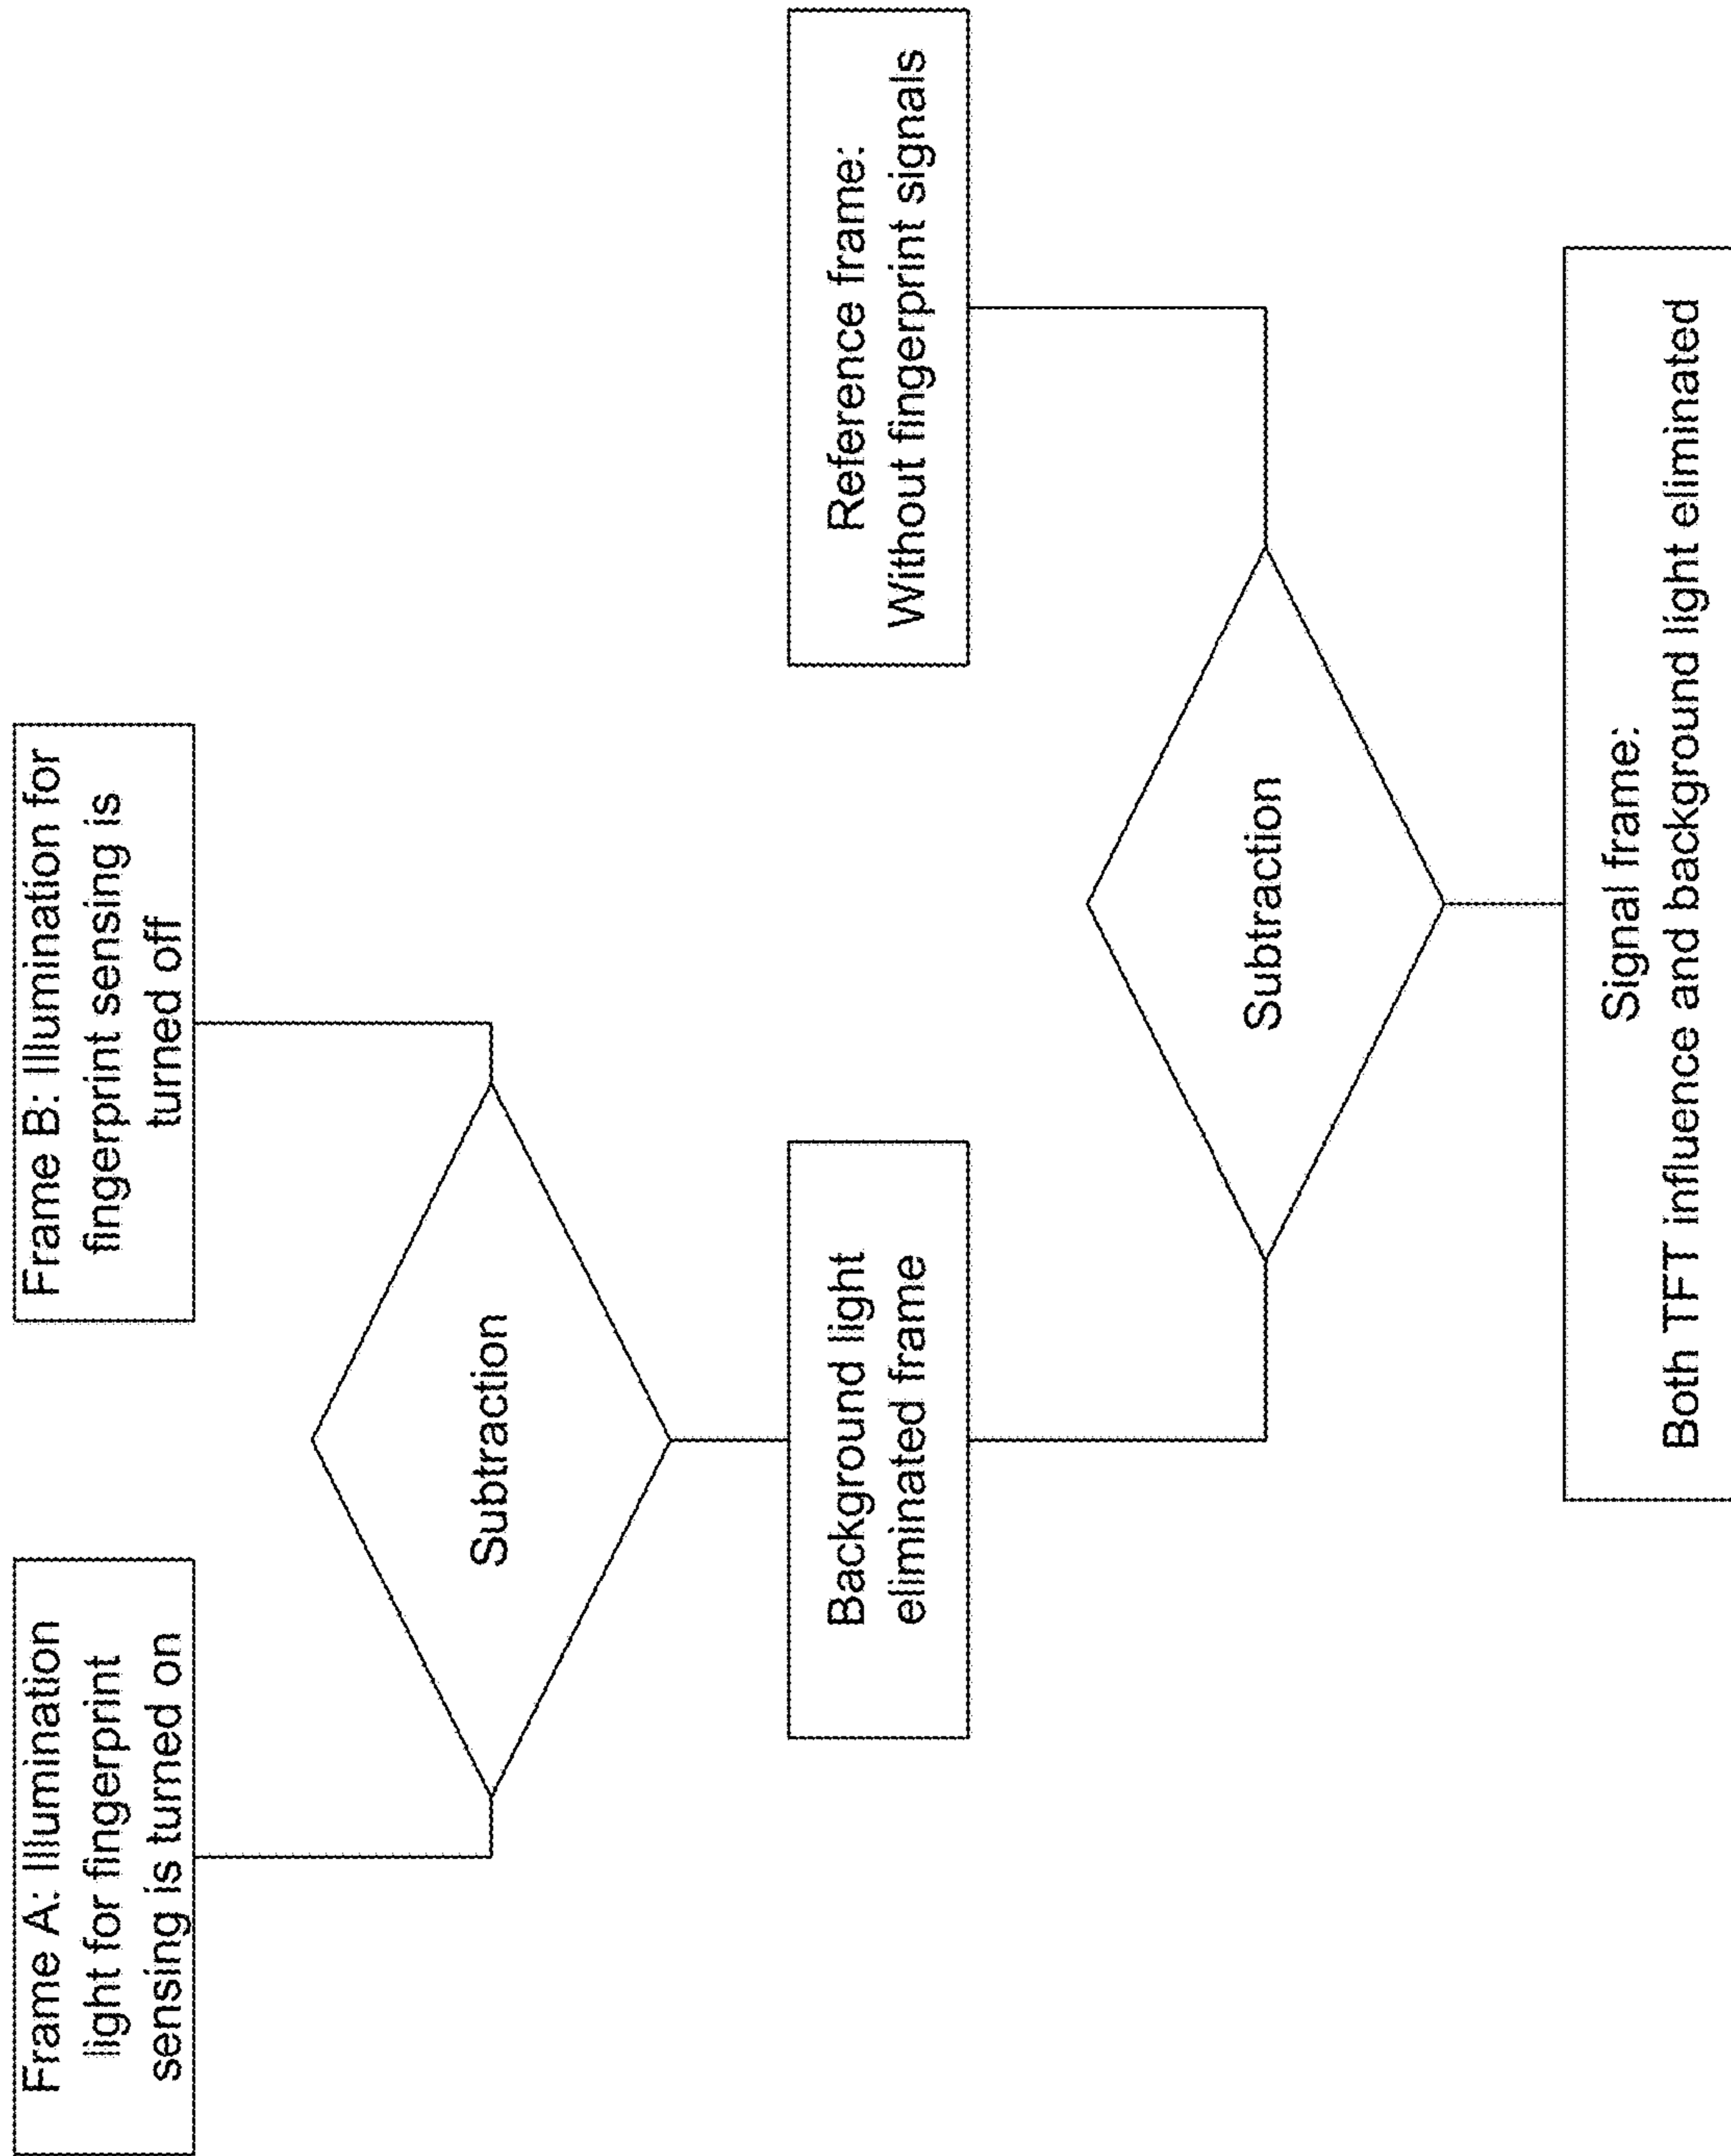 Frame A: Illumination
light for fingerprint
sensing is turned on
Frame B: Illumination for
fingerprint sensing is
turned off
Subtraction
Background light
eliminated frame
Reference frame:
Without fingerprint signals
Subtraction
Signal frame:
Both TFT influence and background light eliminated